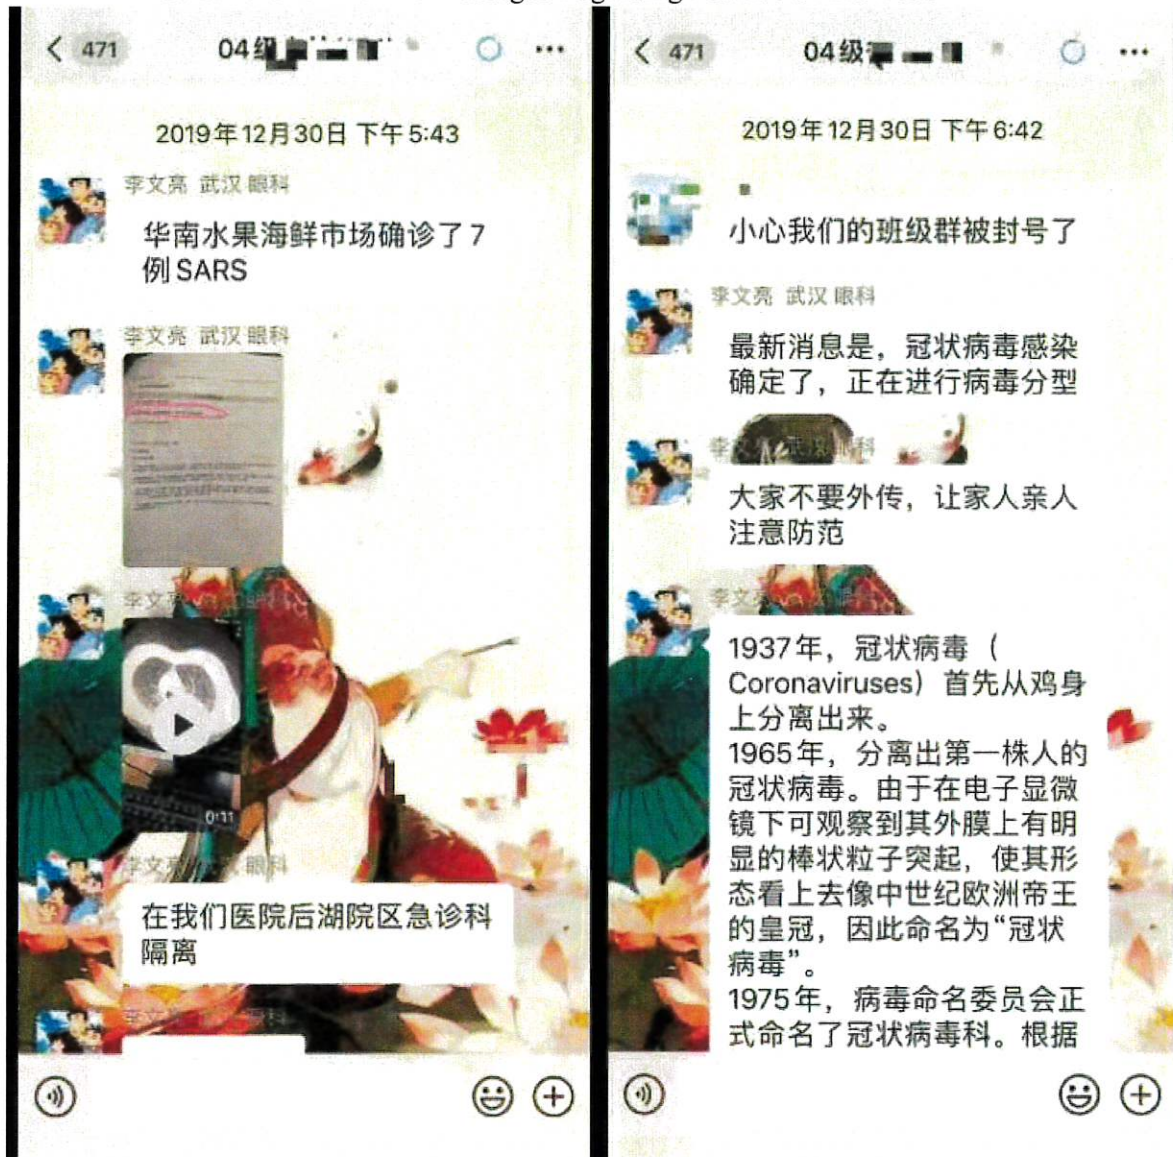 471
04级
2019年12月30日 下午5:43
李文亮 武汉 眼科
华南水果海鲜市场确诊了7
例SARS
李文亮 武汉 眼科
李文
0:11
眼科
在我们医院后湖院区急诊科
隔离
471
04级
2019年12月30日 下午6:42
小心我们的班级群被封号了
李文亮 武汉 眼科
最新消息是，冠状病毒感染
确定了，正在进行病毒分型
大家不要外传，让家人亲人
注意防范
李文
1937年，冠状病毒（
Coronaviruses）首先从鸡身
上分离出来。
1965年，分离出第一株人的
冠状病毒。由于在电子显微
镜下可观察到其外膜上有明
显的棒状粒子突起，使其形
态看上去像中世纪欧洲帝王
的皇冠，因此命名为“冠状
病毒”。
1975年，病毒命名委员会正
式命名了冠状病毒科。根据